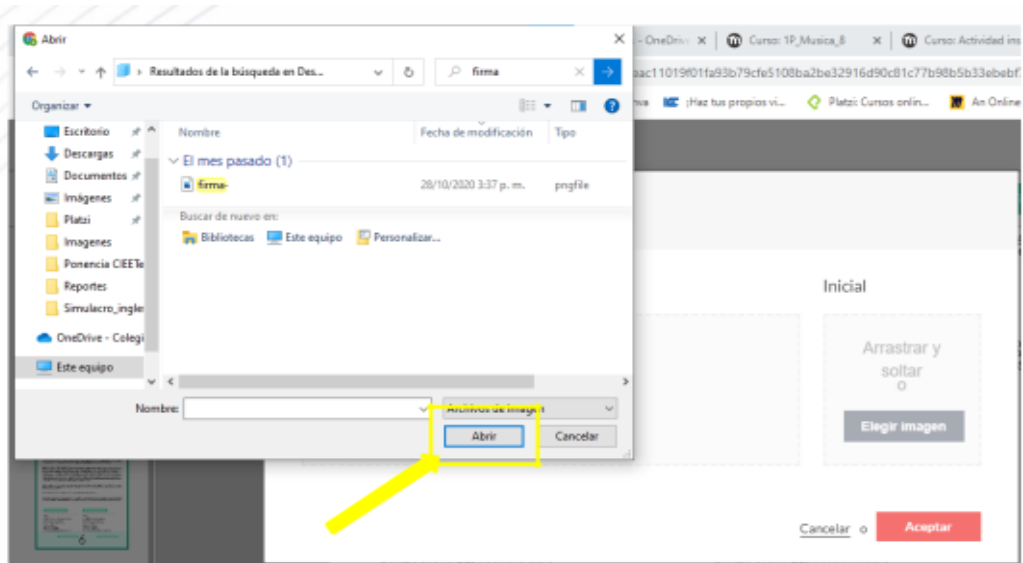 Abrir
- OneDriv
Curso: 1P_Musica_8
Curso: Actividad ins
Resultados de la búsqueda en Des...
firma
Organizar
¡Haz tus propios vi...
Platzi: Cursos onlin...
An Online
Escritorio
Descargas
Documentos
Imágenes
Platzi
Imagenes
Ponencia CIEETe
Reportes
Simulacro_ingle
OneDrive - Colegi
Este equipo
Nombre
Fecha de modificación
Tipo
El mes pasado (1)
firma-
28/10/2020 3:37 p. m.
pngfile
Buscar de nuevo en:
Bibliotecas
Este equipo
Personalizar...
Nombre:
Archivos de imagen
Abrir
Cancelar
Inicial
Arrastrar y
soltar
o
Elegir imagen
Cancelar o
Aceptar
6